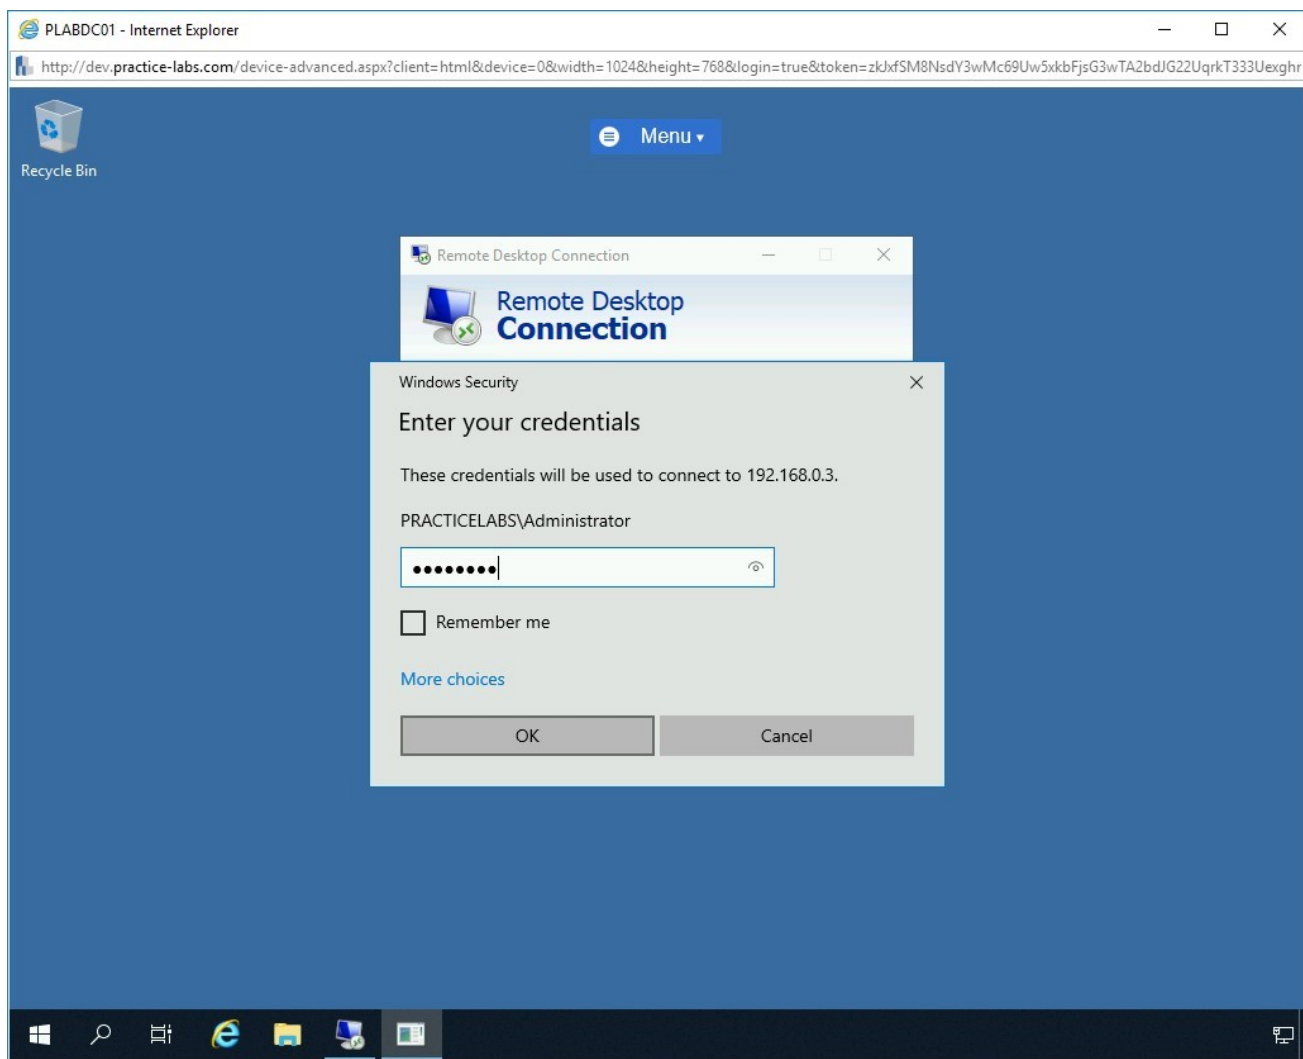 PLABDC01 - Internet Explorer
http://dev.practice-labs.com/device-advanced.aspx?client=html&device=0&width=1024&height=768&login=true&token=zkJxfSM8NsdY3wMc69Uw5xkbFjsG3wTA2bdJG22UqrkT333Uexghr
Menu
Recycle Bin
Remote Desktop Connection
Remote Desktop
Connection
Windows Security
Enter your credentials
These credentials will be used to connect to 192.168.0.3.
PRACTICELABS\Administrator
Remember me
More choices
OK Cancel